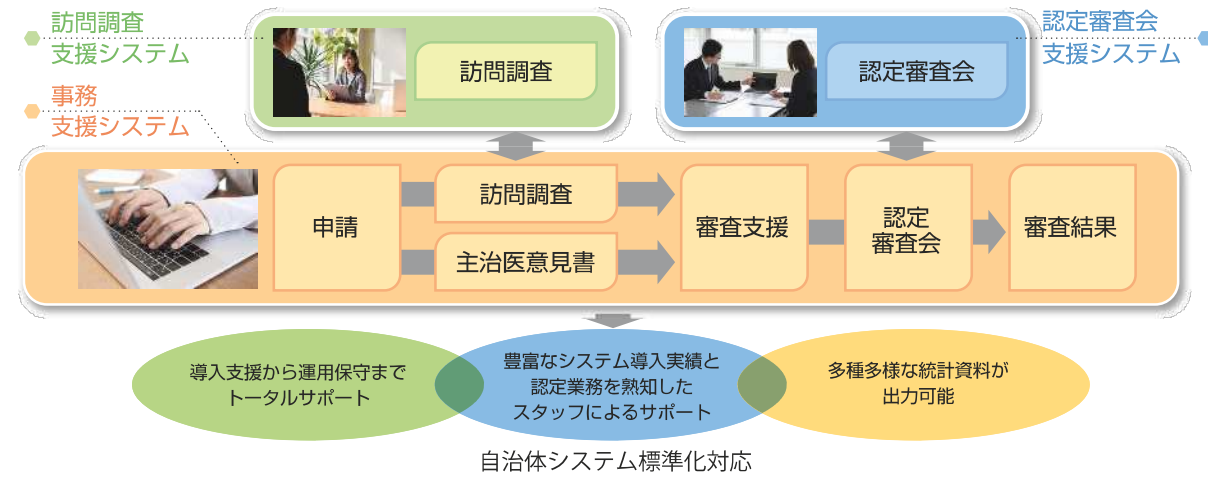 訪問調査
支援システム
訪問調査
認定審査会
認定審査会
支援システム
事務
支援システム
申請
訪問調査
主治医意見書
審査支援
認定
審査会
審査結果
導入支援から運用保守まで
トータルサポート
豊富なシステム導入実績と
認定業務を熟知した
スタッフによるサポート
多種多様な統計資料が
出力可能
自治体システム標準化対応